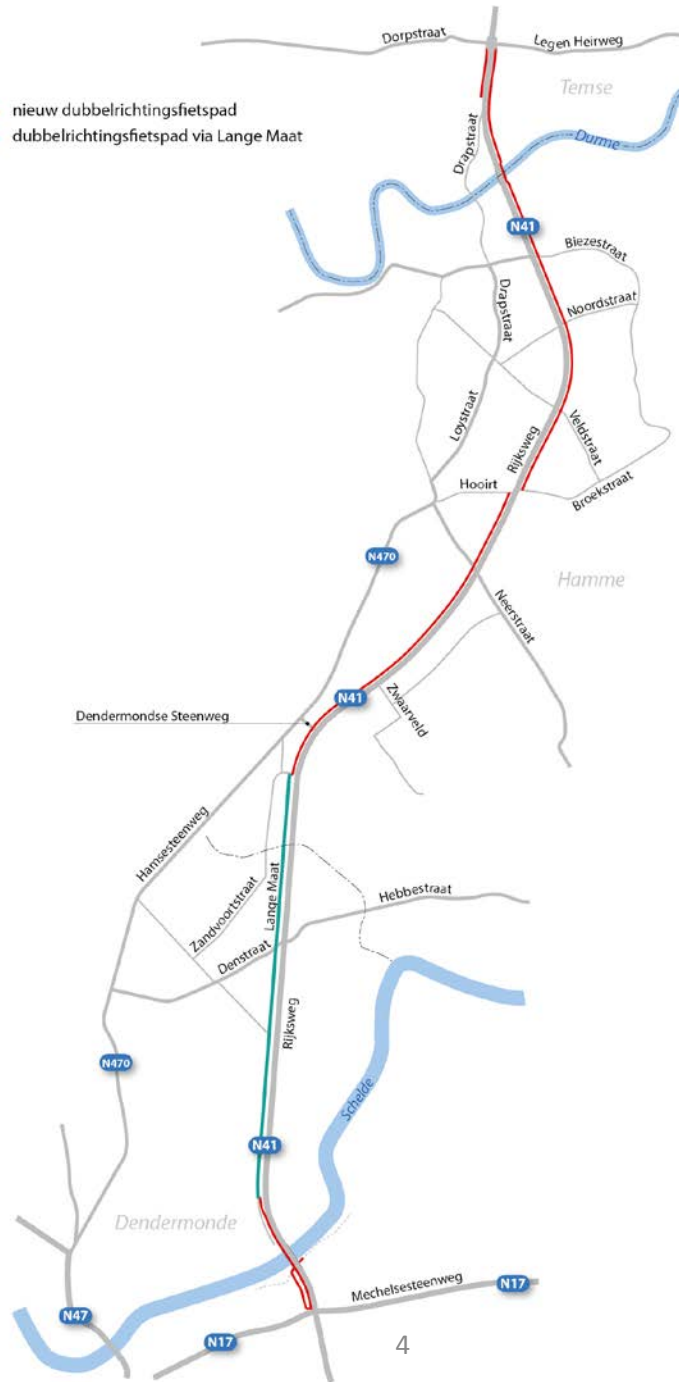 Dorpstraat
Legen Heirweg
Temse
nieuw dubbelrichtingsfietspad
dubbelrichtingsfietspad via Lange Maat
Drapstraat
Durme
N41
Biezestraat
Drapstraat
Noordstraat
Loystraat
Rijksweg
Veldstraat
Hooirt
Broekstraat
N470
Hamme
Neerstraat
N41
Zwaarveld
Dendermondse Steenweg
Hamsesteenweg
Lange Maat
Zandvoortstraat
Hebbestraat
Denstraat
Rijksweg
N470
Schelde
N41
Dendermonde
Mechelsesteenweg
N17
N47
N17
4